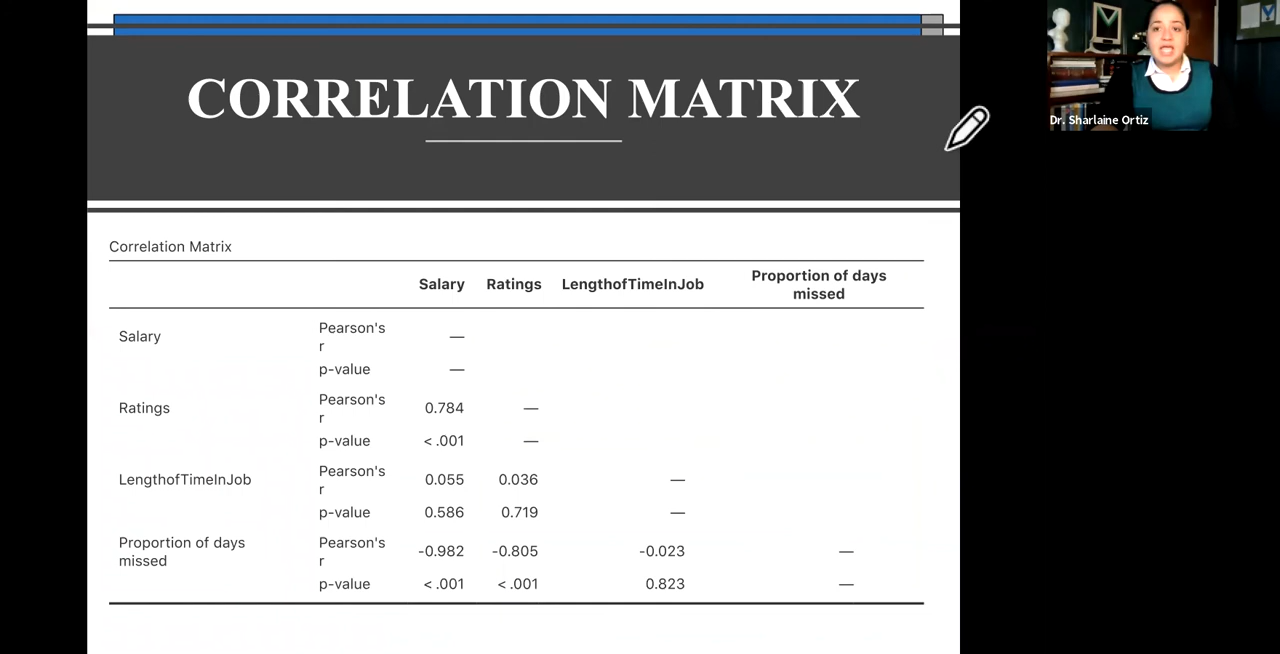 CORRELATION MATRIX
Dr. Sharlaine Ortiz
Correlation Matrix
Salary Ratings LengthofTimeInJob Proportion of days
missed
Salary Pearson's
r —
p-value —
Ratings Pearson's
r 0.784 —
p-value < .001 —
LengthofTimeInJob Pearson's
r 0.055 0.036 —
p-value 0.586 0.719 —
Proportion of days
missed Pearson's
r -0.982 -0.805 -0.023 —
p-value < .001 < .001 0.823 —